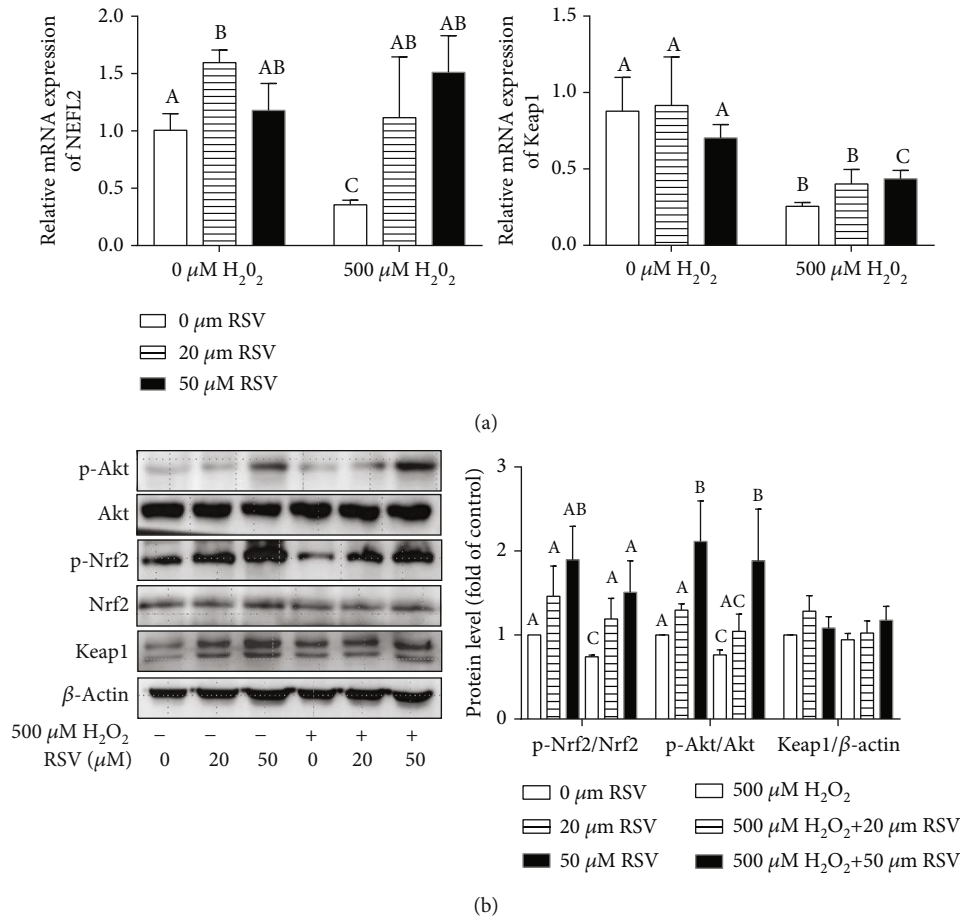 Relative mRNA expression
of NEFL2
2.0
1.5
1.0
0.5
0.0
A
B
AB
C
AB
AB
0 μM H₂0₂
500 μM H₂0₂
Relative mRNA expression
of Keap1
1.5
1.0
0.5
0.0
A
A
A
B
B
C
0 μM H₂0₂
500 μM H₂0₂
0 μm RSV
20 μm RSV
50 μM RSV
(a)
p-Akt
Akt
p-Nrf2
Nrf2
Keap1
β-Actin
500 μM H₂O₂ – – – + + +
RSV (μM) 0 20 50 0 20 50
Protein level (fold of control)
3
2
1
0
A
A
AB
C
A
A
A
A
B
C
AC
B
p-Nrf2/Nrf2
p-Akt/Akt
Keap1/β-actin
0 μm RSV
20 μm RSV
50 μM RSV
500 μM H₂O₂
500 μM H₂O₂+20 μm RSV
500 μM H₂O₂+50 μm RSV
(b)